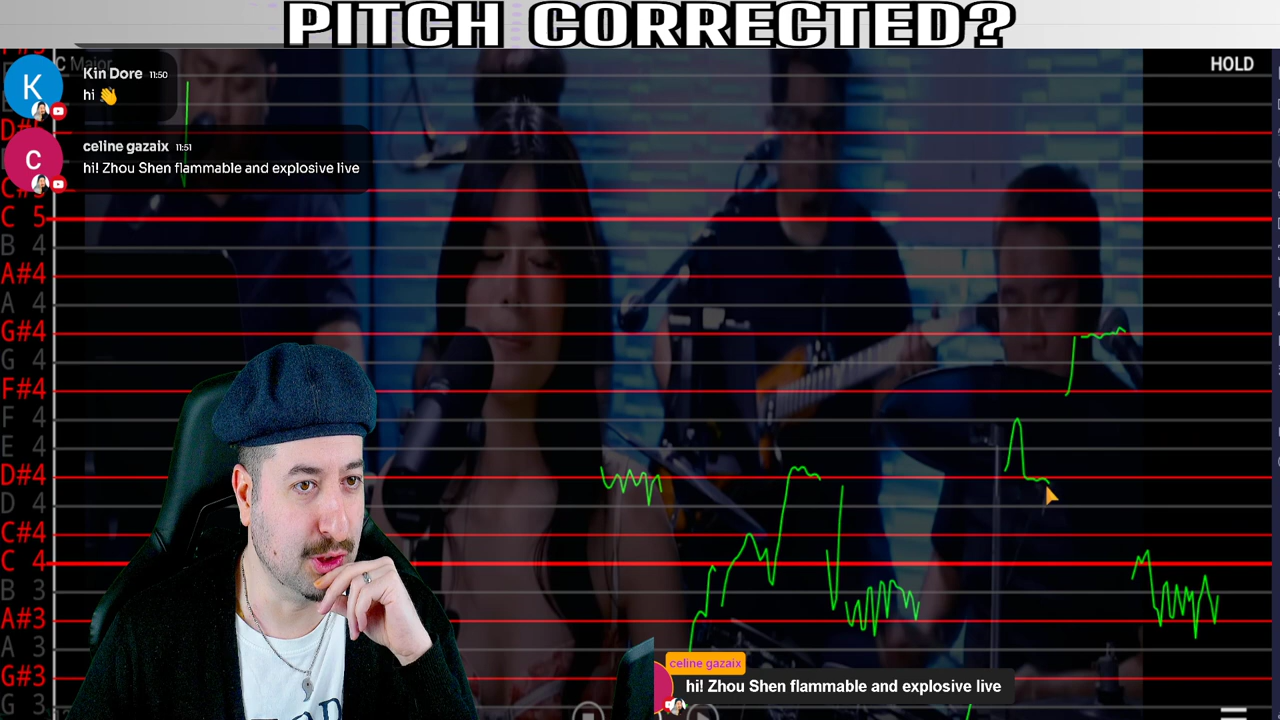 PITCH CORRECTED?
C Major
HOLD
Kin Dore 11:50
hi 👋
celine gazaix 11:51
hi! Zhou Shen flammable and explosive live
K
C
C 5
B 4
A#4
A 4
G#4
G 4
F#4
F 4
E 4
D#4
D 4
C#4
C 4
B 3
A#3
A 3
G#3
G 3
celine gazaix
hi! Zhou Shen flammable and explosive live